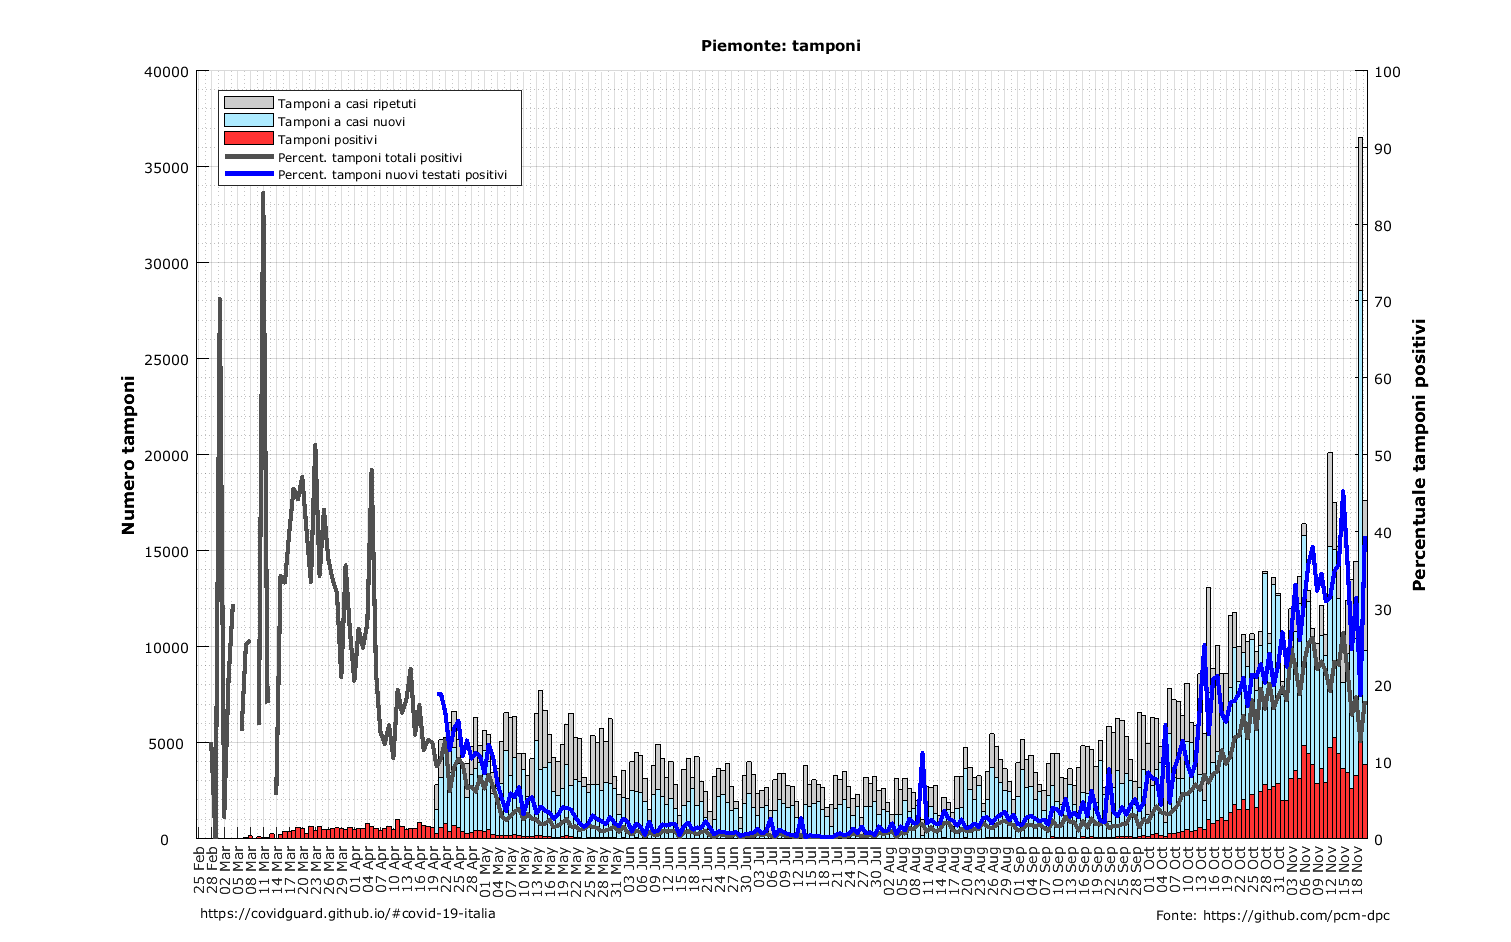 Piemonte: tamponi
40000
35000
30000
25000
20000
15000
10000
5000
0
Numero tamponi
Tamponi a casi ripetuti
Tamponi a casi nuovi
Tamponi positivi
Percent. tamponi totali positivi
Percent. tamponi nuovi testati positivi
100
90
80
70
60
50
40
30
20
10
0
Percentuale tamponi positivi
25 Feb
28 Feb
02 Mar
05 Mar
08 Mar
11 Mar
14 Mar
17 Mar
20 Mar
23 Mar
26 Mar
29 Mar
01 Apr
04 Apr
07 Apr
10 Apr
13 Apr
16 Apr
19 Apr
22 Apr
25 Apr
28 Apr
01 May
04 May
07 May
10 May
13 May
16 May
19 May
22 May
25 May
28 May
31 May
03 Jun
06 Jun
09 Jun
12 Jun
15 Jun
18 Jun
21 Jun
24 Jun
27 Jun
30 Jun
03 Jul
06 Jul
09 Jul
12 Jul
15 Jul
18 Jul
21 Jul
24 Jul
27 Jul
30 Jul
02 Aug
05 Aug
08 Aug
11 Aug
14 Aug
17 Aug
20 Aug
23 Aug
26 Aug
29 Aug
01 Sep
04 Sep
07 Sep
10 Sep
13 Sep
16 Sep
19 Sep
22 Sep
25 Sep
28 Sep
01 Oct
04 Oct
07 Oct
10 Oct
13 Oct
16 Oct
19 Oct
22 Oct
25 Oct
28 Oct
31 Oct
03 Nov
06 Nov
09 Nov
12 Nov
15 Nov
18 Nov
https://covidguard.github.io/#covid-19-italia
Fonte: https://github.com/pcm-dpc